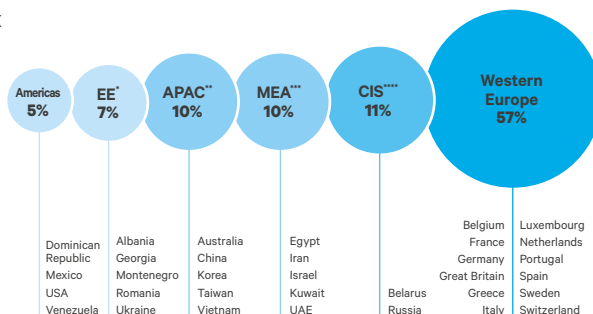 Americas
5%
EE*
7%
APAC**
10%
MEA***
10%
CIS****
11%
Western
Europe
57%
Dominican
Republic
Mexico
USA
Venezuela
Albania
Georgia
Montenegro
Romania
Ukraine
Australia
China
Korea
Taiwan
Vietnam
Egypt
Iran
Israel
Kuwait
UAE
Belarus
Russia
Belgium
France
Germany
Great Britain
Greece
Italy
Luxembourg
Netherlands
Portugal
Spain
Sweden
Switzerland